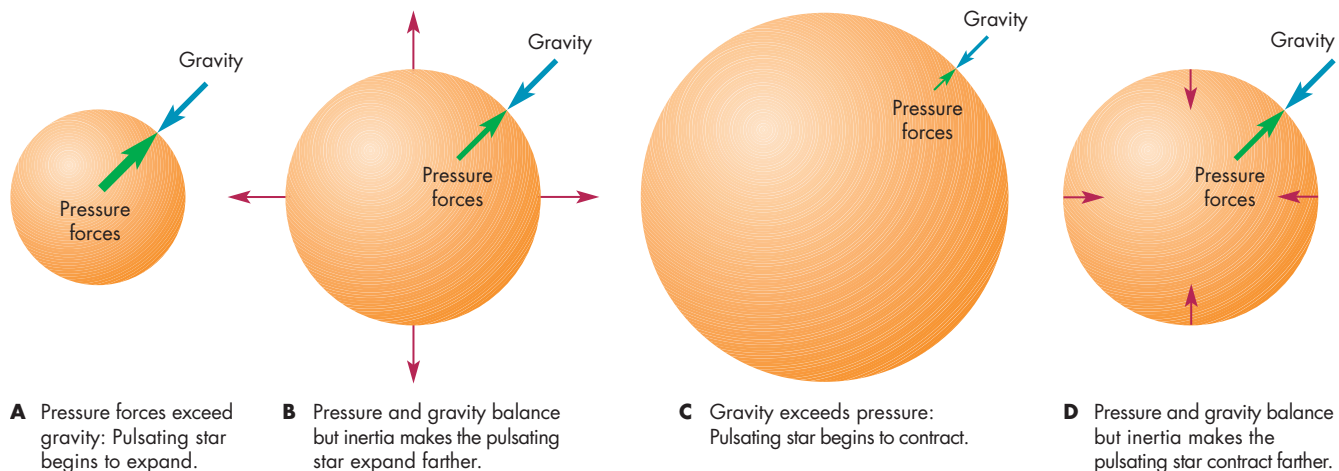 Gravity
Pressure
forces
Gravity
Pressure
forces
Gravity
Pressure
forces
Gravity
Pressure
forces
A Pressure forces exceed
gravity: Pulsating star
begins to expand.
B Pressure and gravity balance
but inertia makes the pulsating
star expand farther.
C Gravity exceeds pressure:
Pulsating star begins to contract.
D Pressure and gravity balance
but inertia makes the
pulsating star contract farther.